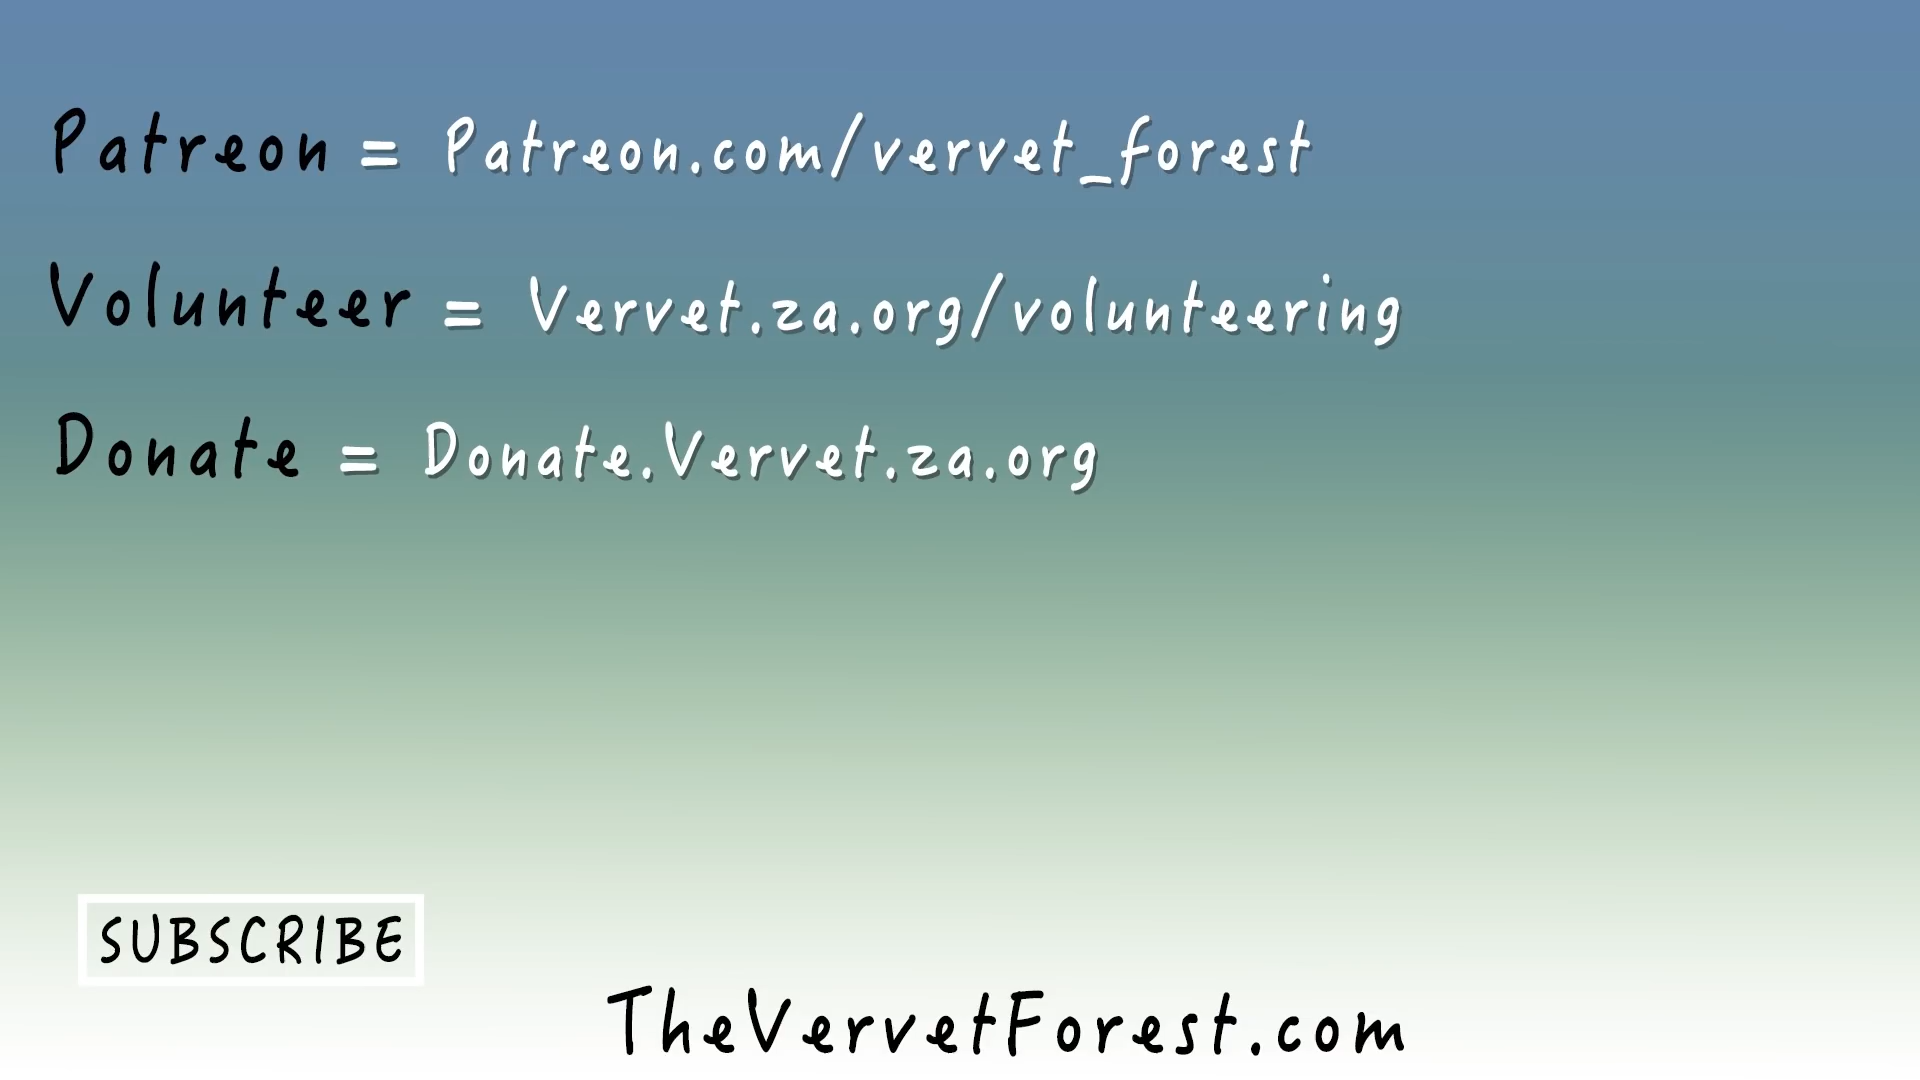 Patreon = Patreon.com/vervet_forest
Volunteer = Vervet.za.org/volunteering
Donate = Donate.Vervet.za.org
SUBSCRIBE
TheVervetForest.com